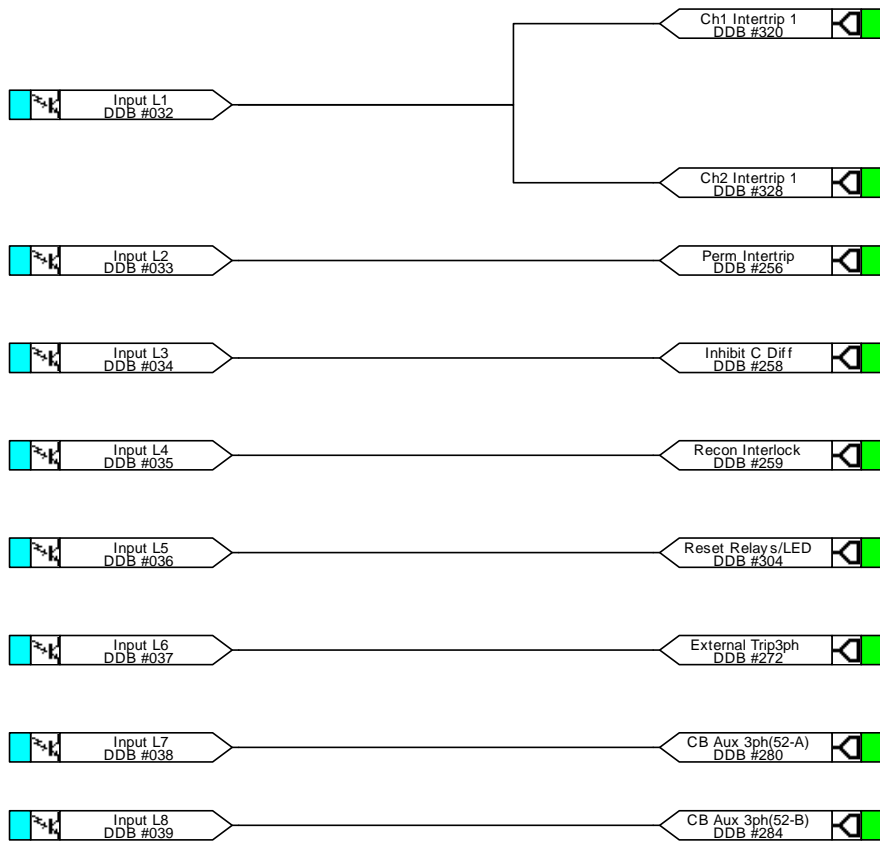 Ch1 Intertrip 1
DDB #320
Input L1
DDB #032
Ch2 Intertrip 1
DDB #328
Input L2
DDB #033
Perm Intertrip
DDB #256
Input L3
DDB #034
Inhibit C Diff
DDB #258
Input L4
DDB #035
Recon Interlock
DDB #259
Input L5
DDB #036
Reset Relays/LED
DDB #304
Input L6
DDB #037
External Trip3ph
DDB #272
Input L7
DDB #038
CB Aux 3ph(52-A)
DDB #280
Input L8
DDB #039
CB Aux 3ph(52-B)
DDB #284